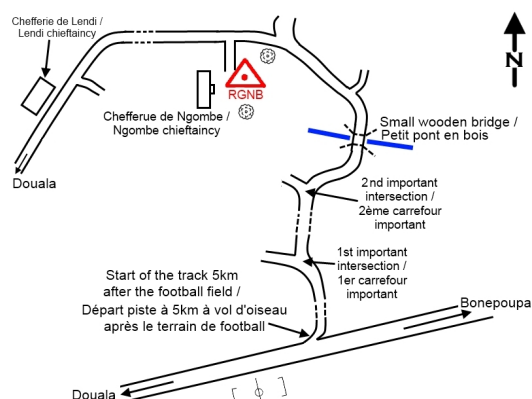 Chefferie de Lendi /
Lendi chieftaincy
N
RGNB
Chefferue de Ngombe /
Ngombe chieftaincy
Small wooden bridge /
Petit pont en bois
Douala
2nd important
intersection /
2ème carrefour
important
1st important
intersection /
1er carrefour
important
Start of the track 5km
after the football field /
Départ piste à 5km à vol d'oiseau
après le terrain de football
Bonepoupa
Douala